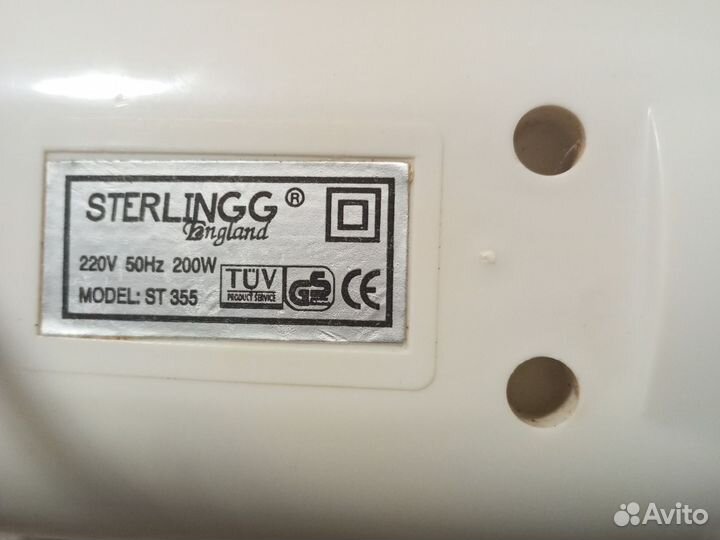 STERLINGG ®
England
220V 50Hz 200W
MODEL: ST 355
TÜV
PRODUCT SERVICE
GS
CE
Avito